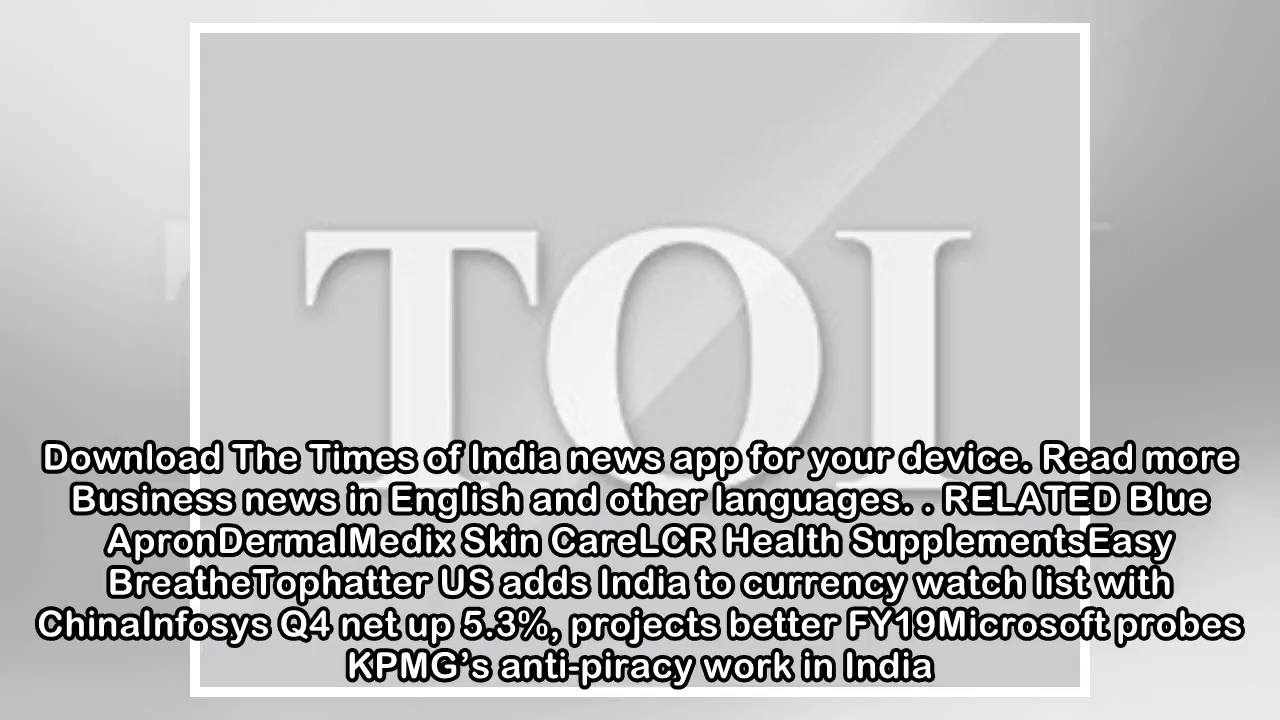 TOI
Download The Times of India news app for your device. Read more
Business news in English and other languages. . RELATED Blue
ApronDermalMedix Skin CareLCR Health SupplementsEasy
BreatheTophatter US adds India to currency watch list with
ChinaInfosys Q4 net up 5.3%, projects better FY19Microsoft probes
KPMG’s anti-piracy work in India